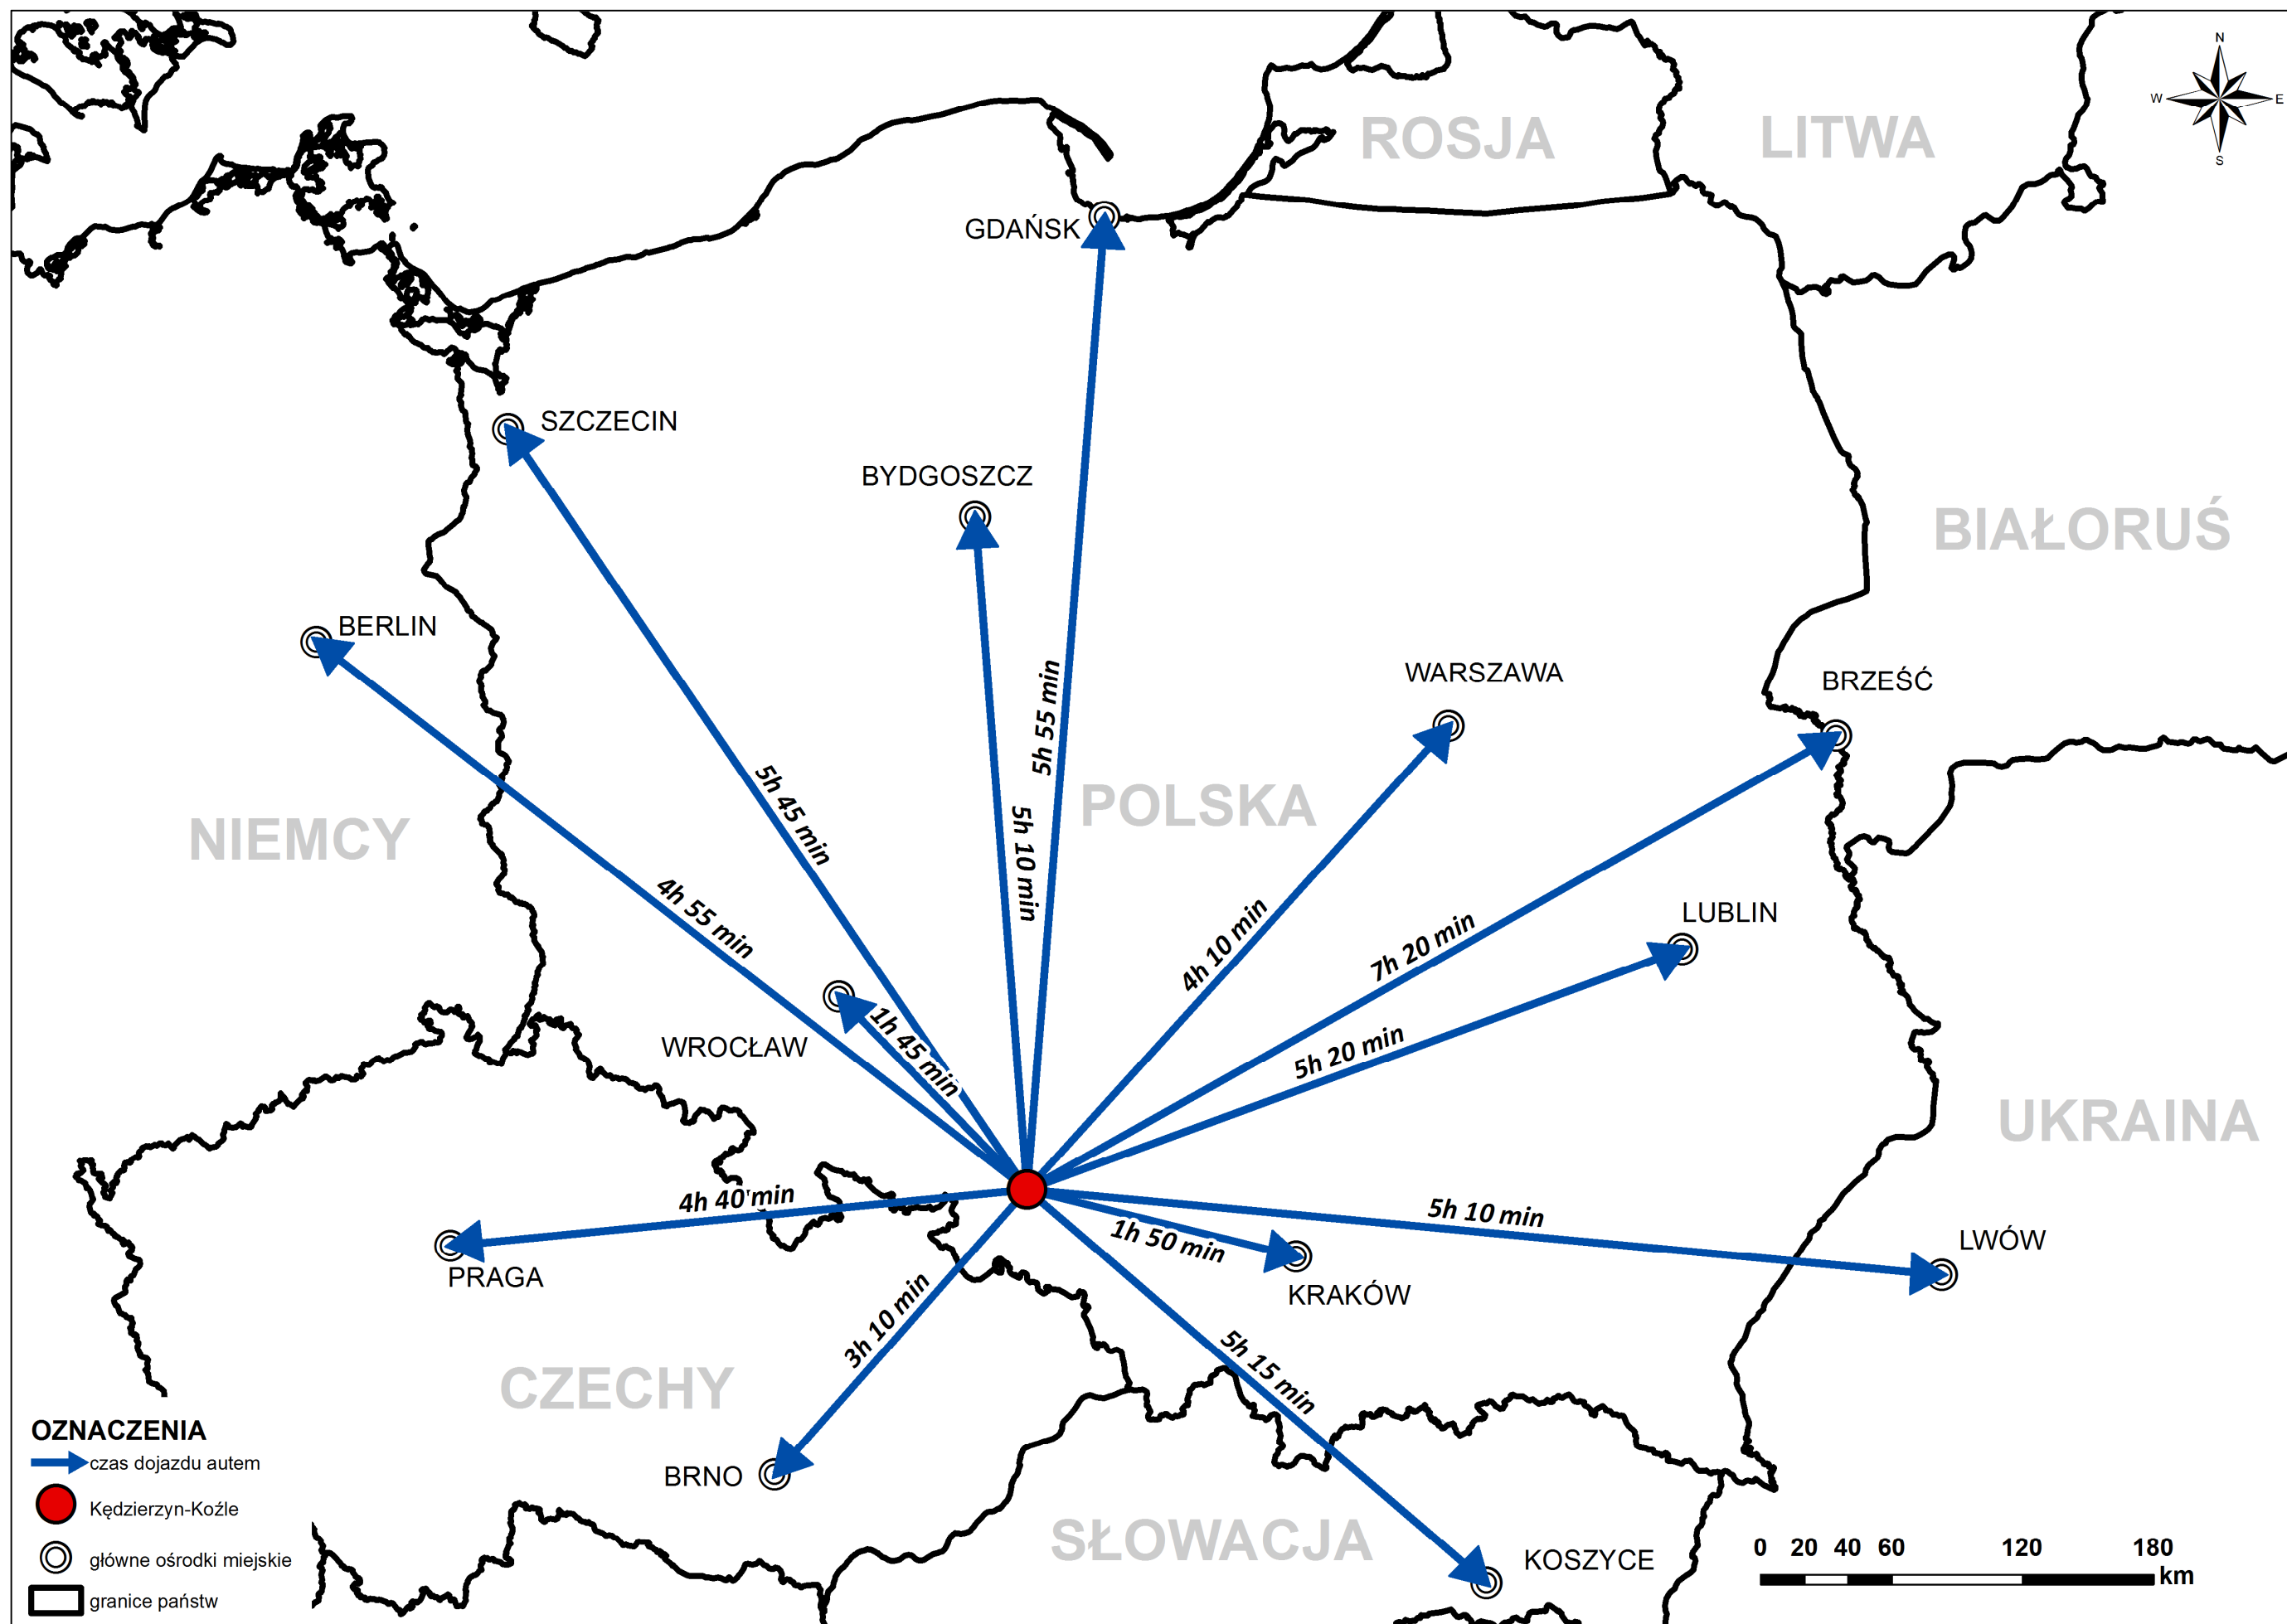 N
W
E
S
ROSJA
LITWA
GDAŃSK
SZCZECIN
BYDGOSZCZ
BIAŁORUŚ
BERLIN
WARSZAWA
BRZEŚĆ
5h 55 min
5h 45 min
POLSKA
NIEMCY
5h 10 min
4h 55 min
4h 10 min
7h 20 min
LUBLIN
WROCŁAW
1h 45 min
5h 20 min
UKRAINA
4h 40 min
5h 10 min
1h 50 min
LWÓW
PRAGA
KRAKÓW
3h 10 min
5h 15 min
CZECHY
BRNO
SŁOWACJA
KOSZYCE
OZNACZENIA
czas dojazdu autem
Kędzierzyn-Koźle
główne ośrodki miejskie
granice państw
0 20 40 60 120 180
km